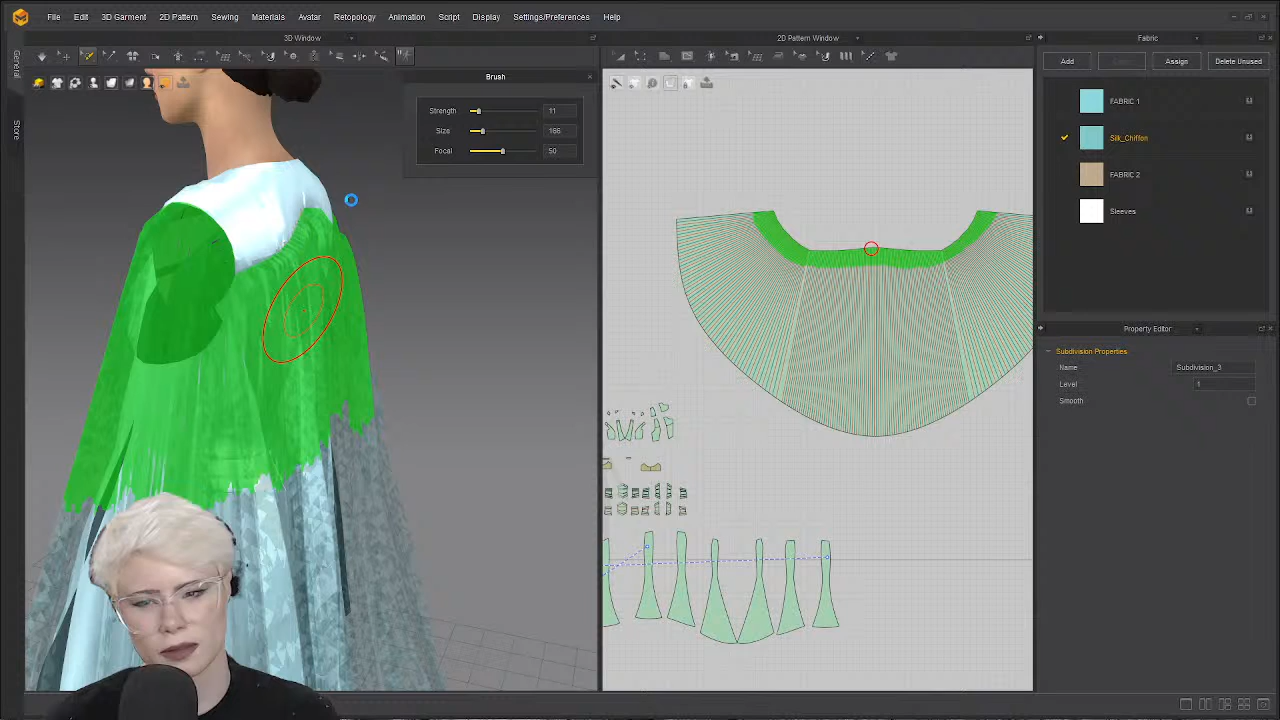 File Edit 3D Garment 2D Pattern Sewing Materials Avatar Retopology Animation Script Display Settings/Preferences Help
3D Window
2D Pattern Window
Fabric
General
Store
Brush
Strength 11
Size 166
Focal 50
Add
Assign
Delete Unused
FABRIC 1
Silk_Chiffon
FABRIC 2
Sleeves
Property Editor
Subdivision Properties
Name Subdivision_3
Level 1
Smooth